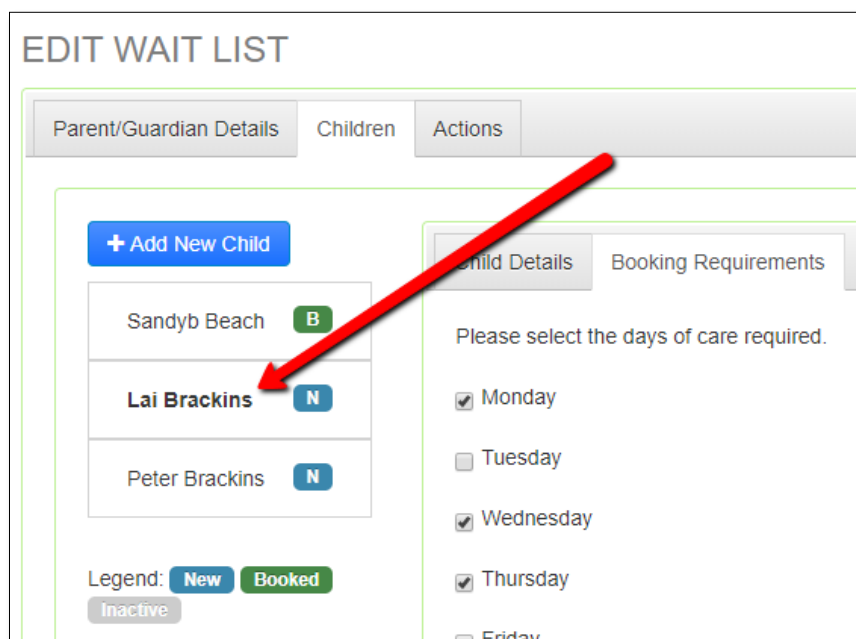 EDIT WAIT LIST
Parent/Guardian Details Children Actions
+ Add New Child
Child Details Booking Requirements
Sandyb Beach B
Lai Brackins N
Peter Brackins N
Legend: New Booked
Inactive
Please select the days of care required.
Monday
Tuesday
Wednesday
Thursday
Friday